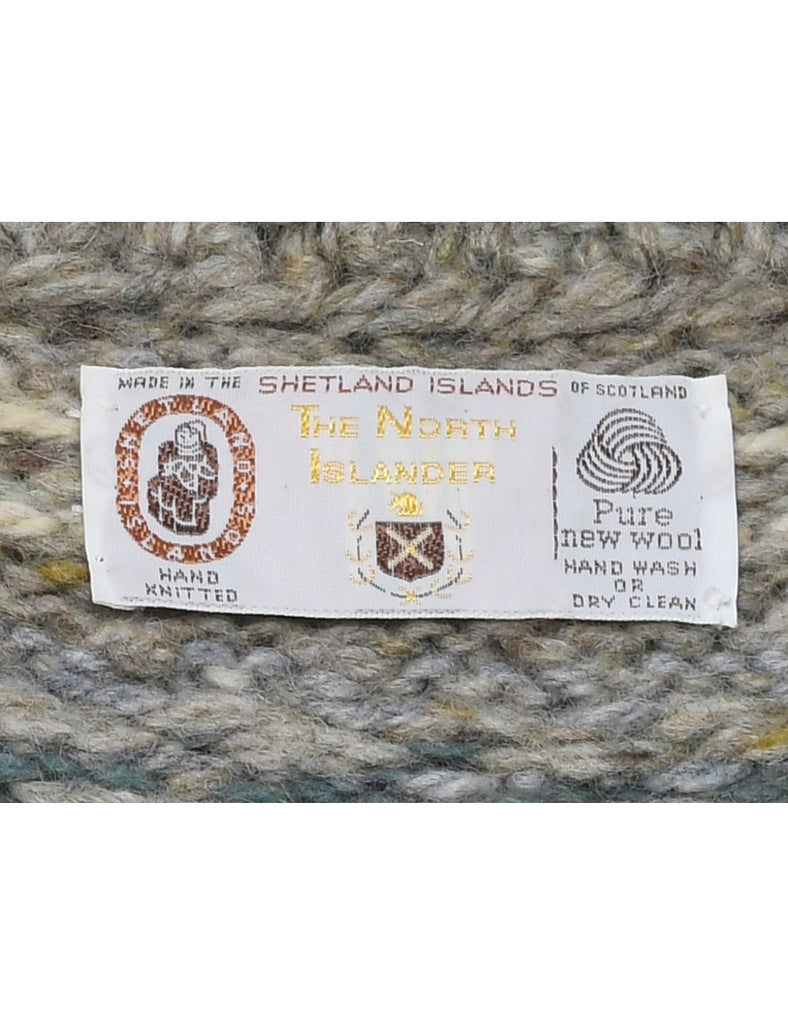 MADE IN THE SHETLAND ISLANDS OF SCOTLAND
THE NORTH
ISLANDER
HAND
KNITTED
Pure
new wool
HAND WASH
OR
DRY CLEAN